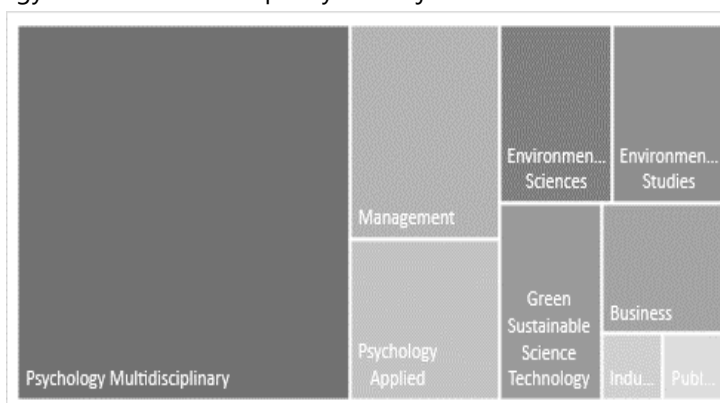 Environmen... Environmen...
Sciences Studies
Management
Green
Sustainable
Science
Technology
Business
Psychology
Applied
Psychology Multidisciplinary
Indu... Publ...